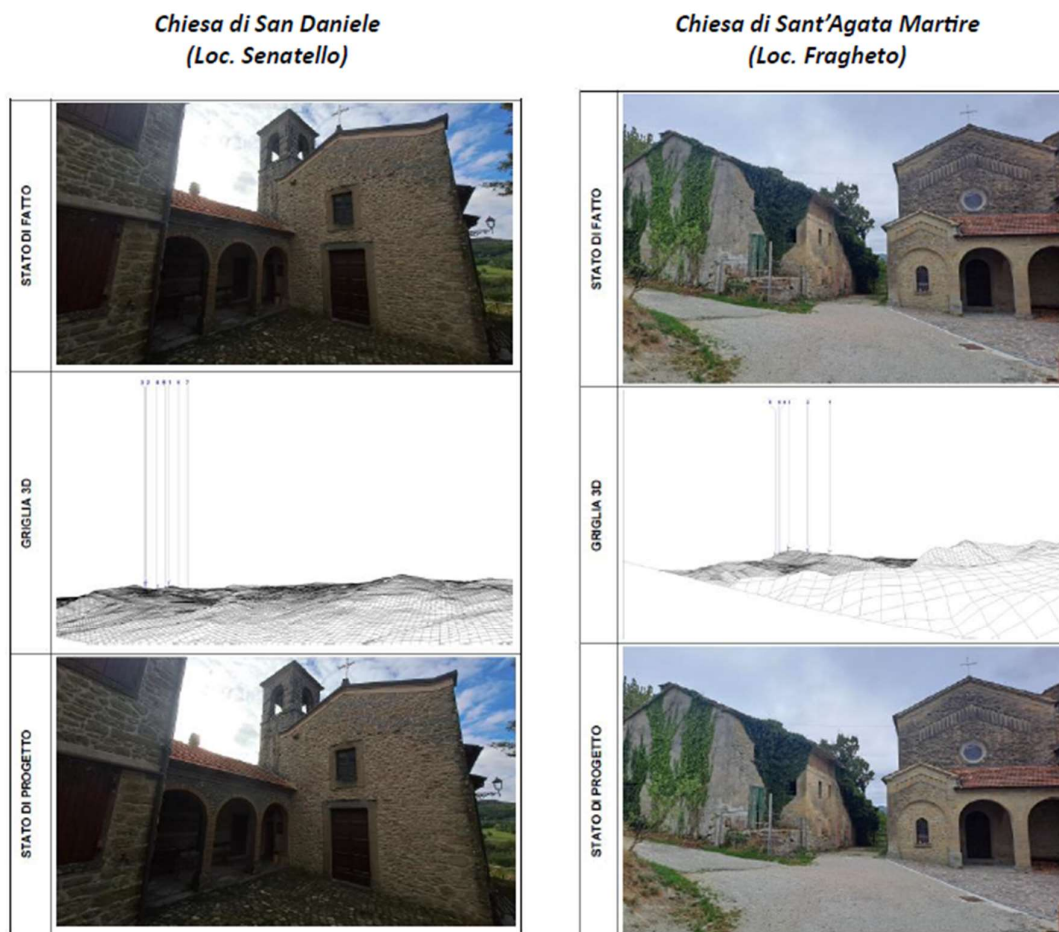 Chiesa di San Daniele
(Loc. Senatello)
Chiesa di Sant'Agata Martire
(Loc. Fragheto)
STATO DI FATTO
GRIGLIA 3D
STATO DI PROGETTO
STATO DI FATTO
GRIGLIA 3D
STATO DI PROGETTO